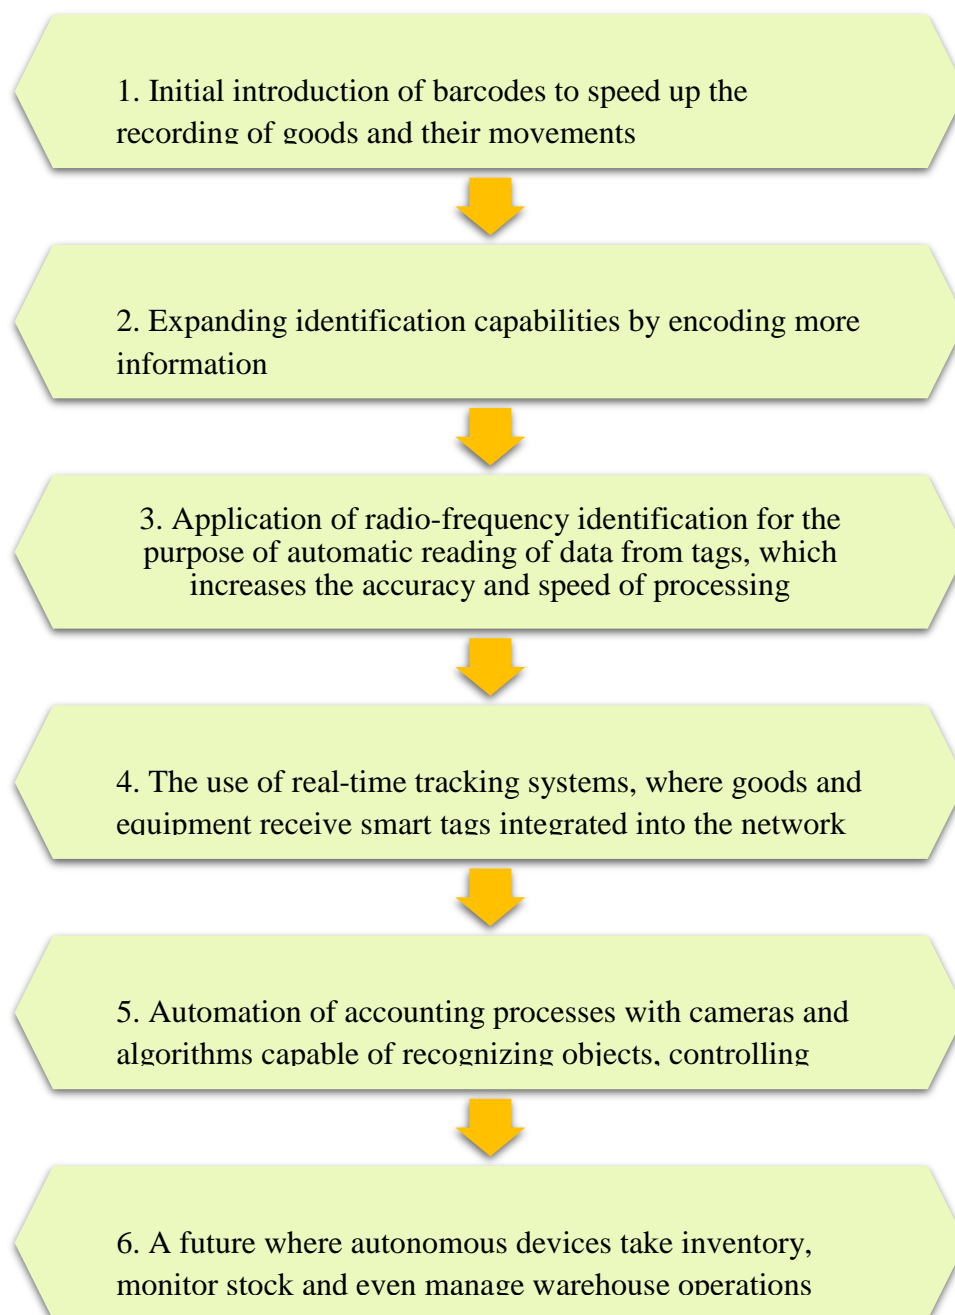 1. Initial introduction of barcodes to speed up the
recording of goods and their movements
2. Expanding identification capabilities by encoding more
information
3. Application of radio-frequency identification for the
purpose of automatic reading of data from tags, which
increases the accuracy and speed of processing
4. The use of real-time tracking systems, where goods and
equipment receive smart tags integrated into the network
5. Automation of accounting processes with cameras and
algorithms capable of recognizing objects, controlling
6. A future where autonomous devices take inventory,
monitor stock and even manage warehouse operations